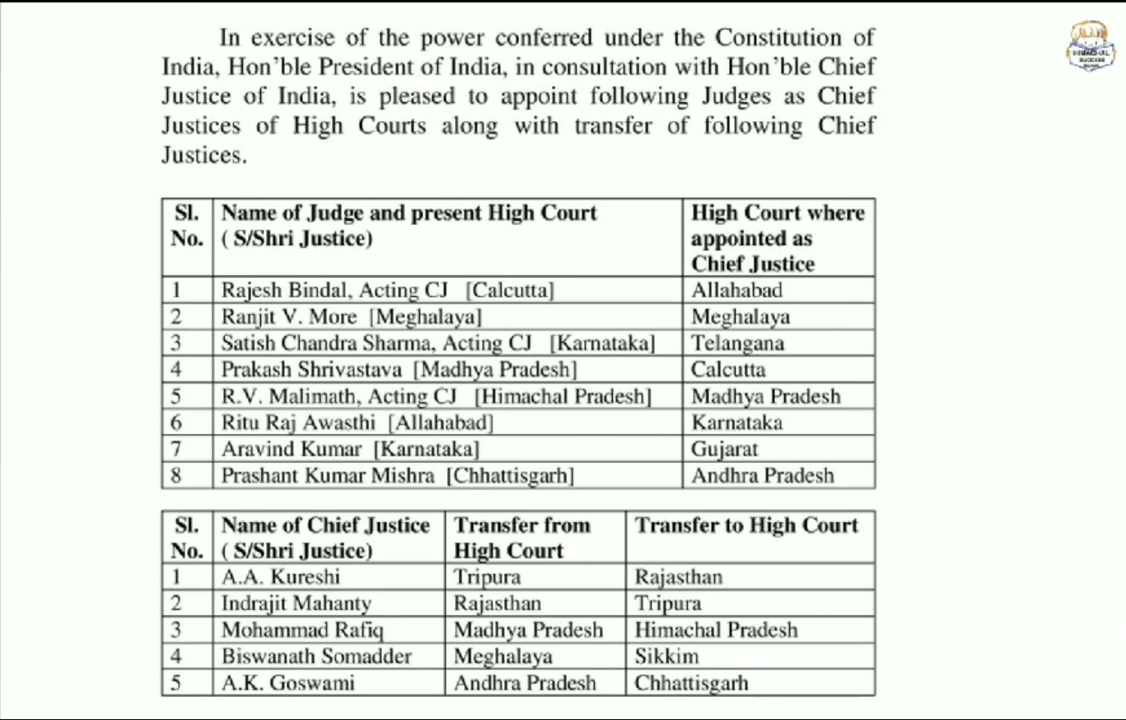 In exercise of the power conferred under the Constitution of
India, Hon'ble President of India, in consultation with Hon'ble Chief
Justice of India, is pleased to appoint following Judges as Chief
Justices of High Courts along with transfer of following Chief
Justices.
Sl. No. Name of Judge and present High Court ( S/Shri Justice) High Court where appointed as Chief Justice
1 Rajesh Bindal, Acting CJ [Calcutta] Allahabad
2 Ranjit V. More [Meghalaya] Meghalaya
3 Satish Chandra Sharma, Acting CJ [Karnataka] Telangana
4 Prakash Shrivastava [Madhya Pradesh] Calcutta
5 R.V. Malimath, Acting CJ [Himachal Pradesh] Madhya Pradesh
6 Ritu Raj Awasthi [Allahabad] Karnataka
7 Aravind Kumar [Karnataka] Gujarat
8 Prashant Kumar Mishra [Chhattisgarh] Andhra Pradesh
Sl. No. Name of Chief Justice ( S/Shri Justice) Transfer from High Court Transfer to High Court
1 A.A. Kureshi Tripura Rajasthan
2 Indrajit Mahanty Rajasthan Tripura
3 Mohammad Rafiq Madhya Pradesh Himachal Pradesh
4 Biswanath Somadder Meghalaya Sikkim
5 A.K. Goswami Andhra Pradesh Chhattisgarh
HIMACHAL
SUCCESS